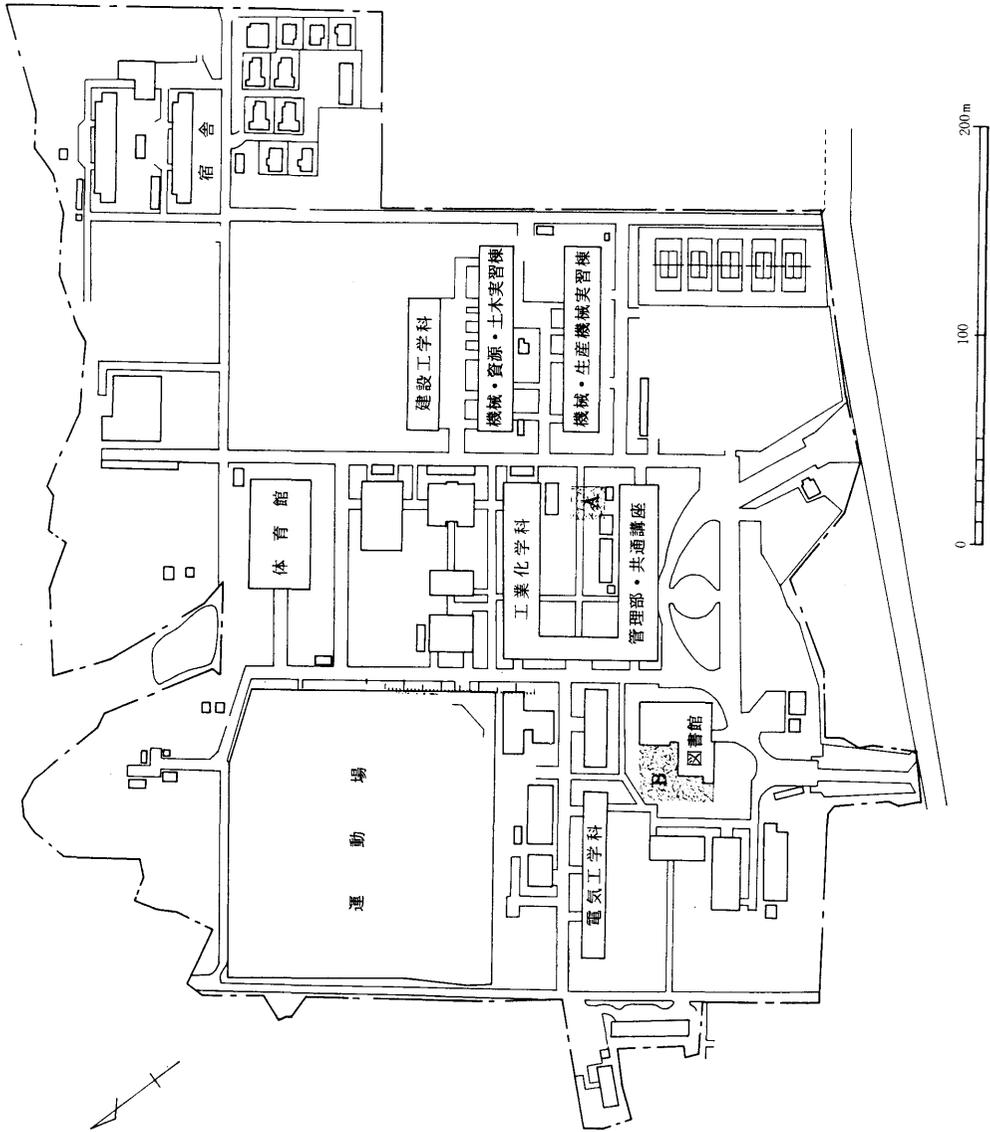 宿舎
建設工学科
機械・資源・土木実習棟
機械・生産機械実習棟
体育館
工業化学科
A
管理部・共通講座
運動場
図書館
B
電気工学科
0
100
200m